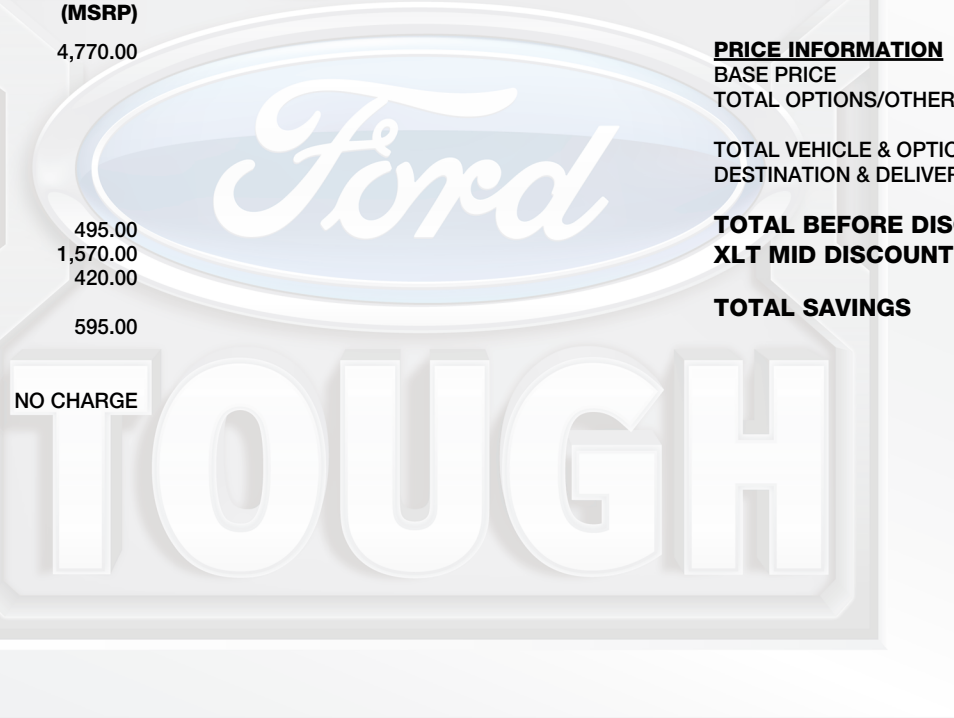 (MSRP)
4,770.00
495.00
1,570.00
420.00
595.00
NO CHARGE
PRICE INFORMATION
BASE PRICE
TOTAL OPTIONS/OTHER
TOTAL VEHICLE & OPTIO
DESTINATION & DELIVER
TOTAL BEFORE DIS
XLT MID DISCOUNT
TOTAL SAVINGS
Ford
TOUGH